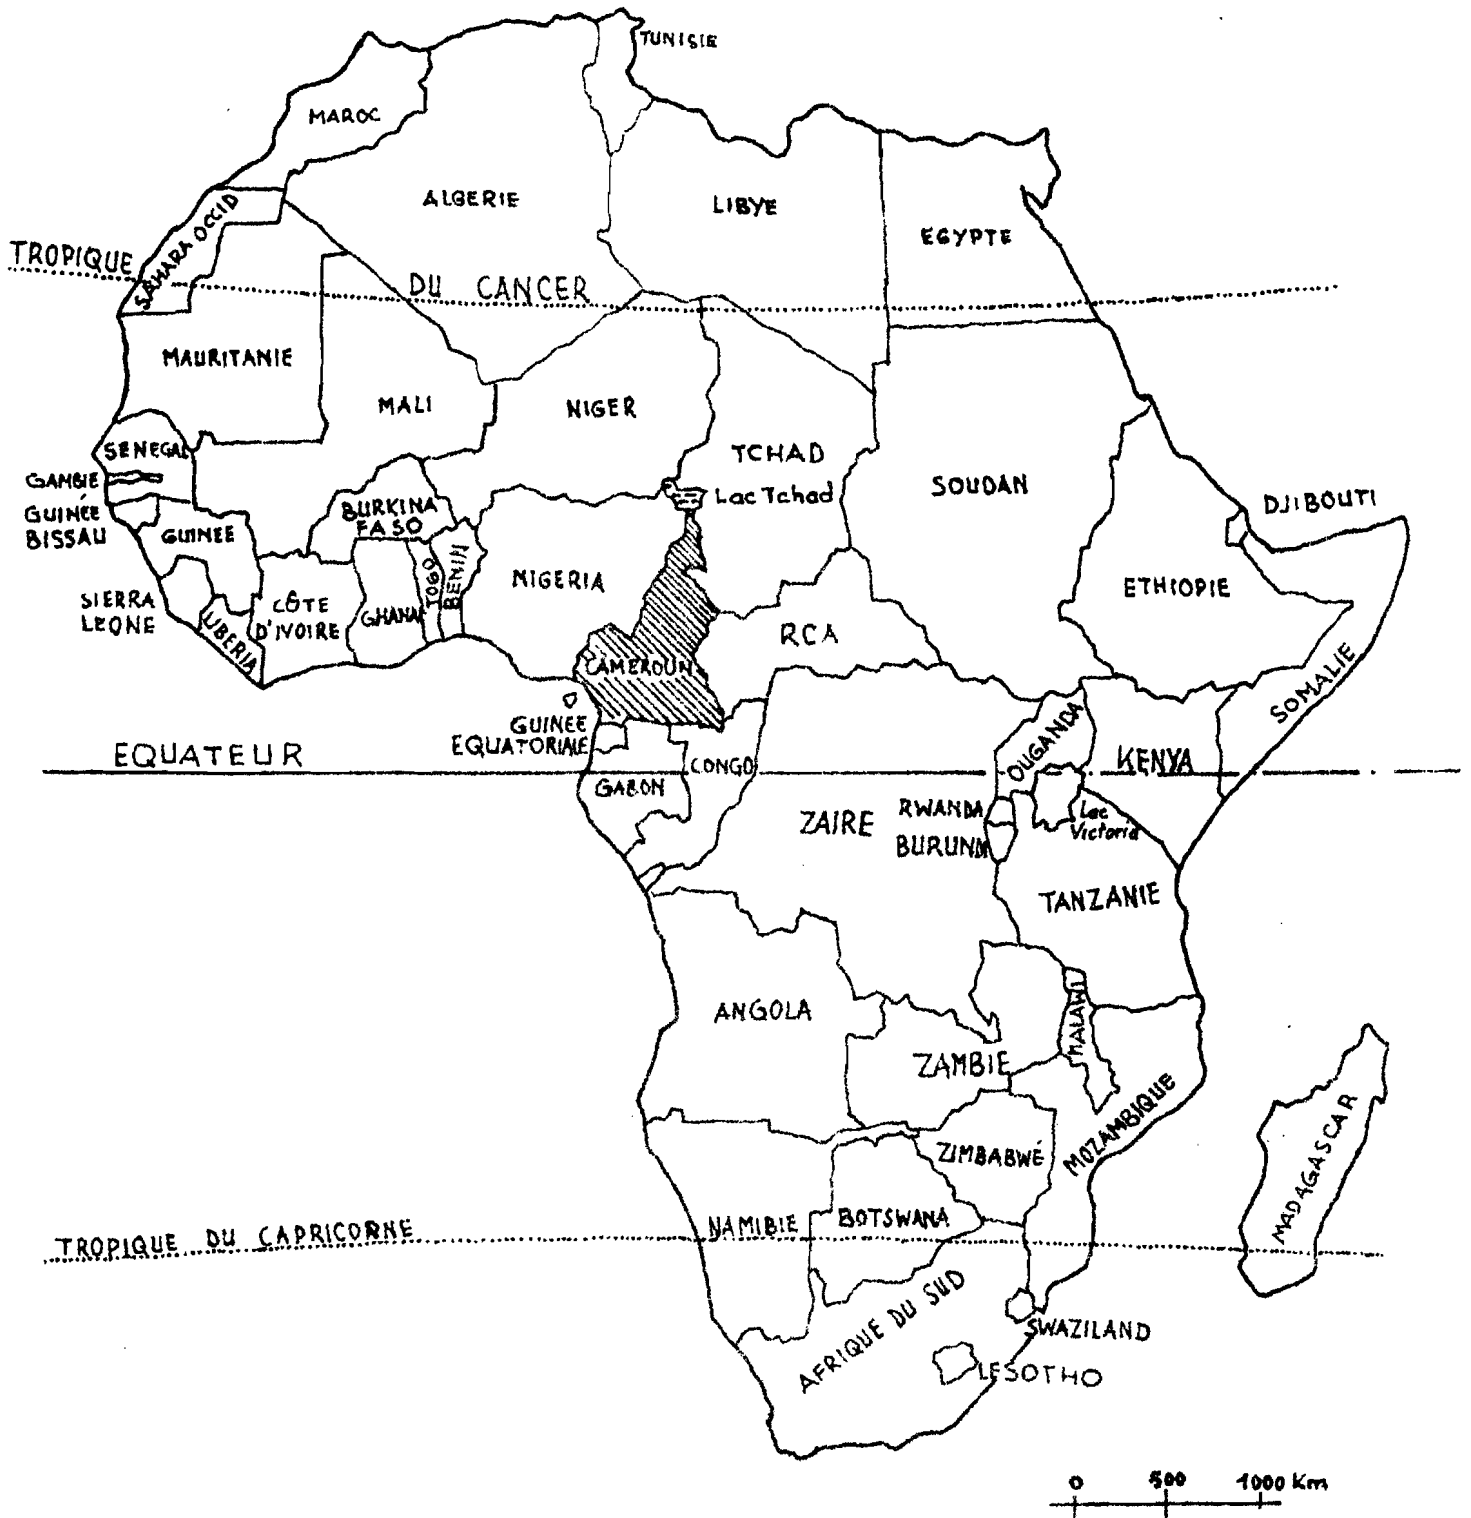 TUNISIE
MAROC
ALGERIE
LIBYE
EGYPTE
SAHARA OCCID
TROPIQUE DU CANCER
MAURITANIE
MALI
NIGER
TCHAD
SOUDAN
SENEGAL
GAMBIE
Lac Tchad
DJIBOUTI
GUINÉE
BISSAU
BURKINA
FASO
GUINEE
NIGERIA
ETHIOPIE
SIERRA
LEONE
LIBERIA
CÔTE
D'IVOIRE
GHANA
TOGO
BENIN
RCA
CAMEROUN
SOMALIE
GUINEE
EQUATORIALE
OUGANDA
KENYA
EQUATEUR
GABON
CONGO
ZAIRE
RWANDA
BURUNDI
Lac
Victoria
TANZANIE
ANGOLA
MALAWI
ZAMBIE
MOZAMBIQUE
ZIMBABWÉ
MADAGASCAR
NAMIBIE
BOTSWANA
TROPIQUE DU CAPRICORNE
AFRIQUE DU SUD
SWAZILAND
LESOTHO
0 500 1000 Km